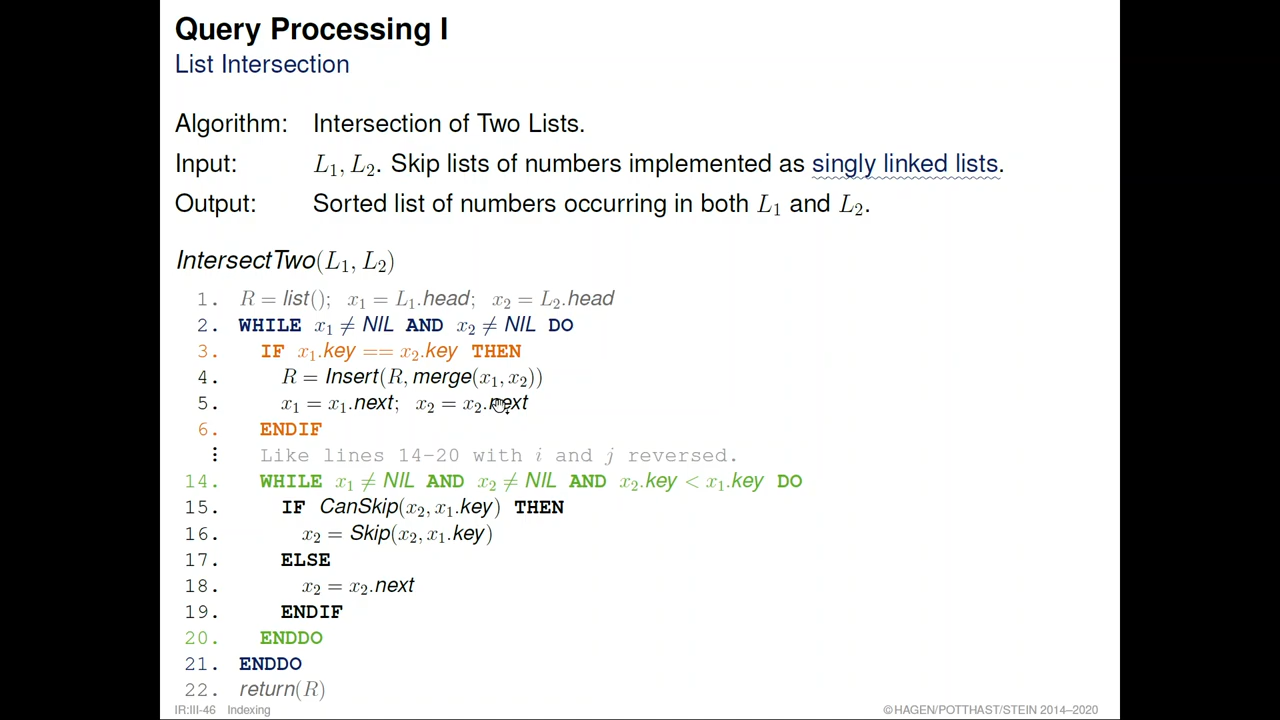 Query Processing I
List Intersection
Algorithm: Intersection of Two Lists.
Input: L₁, L₂. Skip lists of numbers implemented as singly linked lists.
Output: Sorted list of numbers occurring in both L₁ and L₂.
IntersectTwo(L₁, L₂)
1. R = list(); x₁ = L₁.head; x₂ = L₂.head
2. WHILE x₁ ≠ NIL AND x₂ ≠ NIL DO
3. IF x₁.key == x₂.key THEN
4. R = Insert(R, merge(x₁, x₂))
5. x₁ = x₁.next; x₂ = x₂.next
6. ENDIF
⋮ Like lines 14–20 with i and j reversed.
14. WHILE x₁ ≠ NIL AND x₂ ≠ NIL AND x₂.key < x₁.key DO
15. IF CanSkip(x₂, x₁.key) THEN
16. x₂ = Skip(x₂, x₁.key)
17. ELSE
18. x₂ = x₂.next
19. ENDIF
20. ENDDO
21. ENDDO
22. return(R)
IR:III-46 Indexing ©HAGEN/POTTHAST/STEIN 2014–2020